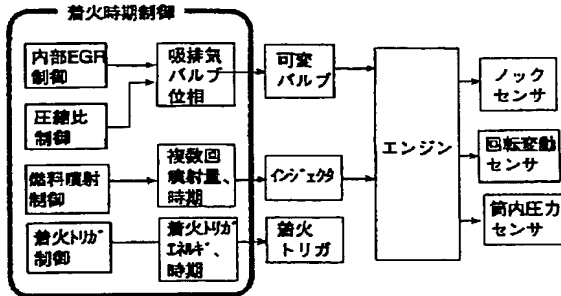 着火時期制御
内部EGR
制御
吸排気
バルブ
位相
可変
バルブ
圧縮比
制御
燃料噴射
制御
複数回
噴射量、
時期
インジェクタ
着火トリガ
制御
着火トリガ
エネルギ、
時期
着火
トリガ
エンジン
ノック
センサ
回転変動
センサ
筒内圧力
センサ